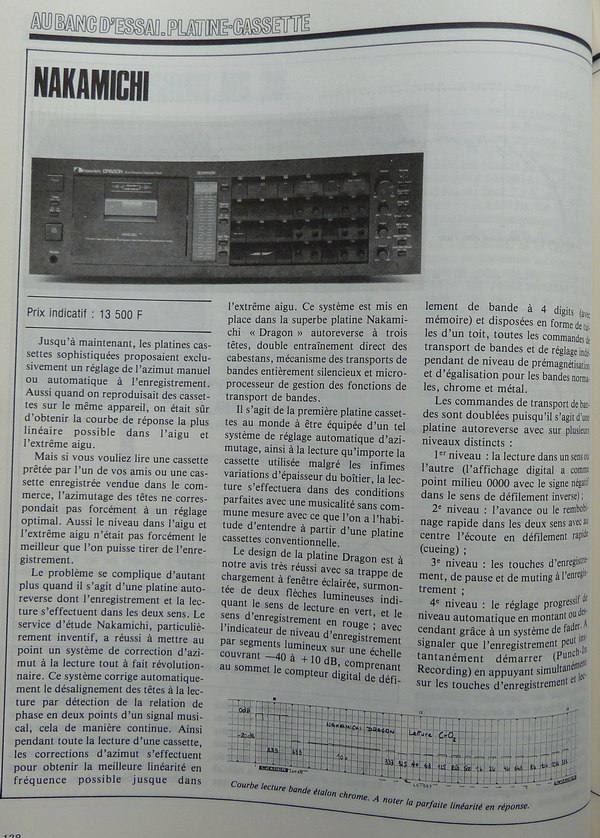 AU BANC D'ESSAI.PLATINE-CASSETTE
NAKAMICHI
Nakamichi DRAGON
Prix indicatif : 13 500 F
Jusqu'à maintenant, les platines cas-
settes sophistiquées proposaient exclu-
sivement un réglage de l'azimut manuel
ou automatique à l'enregistrement.
Aussi quand on reproduisait des casset-
tes sur le même appareil, on était sûr
d'obtenir la courbe de réponse la plus
linéaire possible dans l'aigu et
l'extrême aigu.
Mais si vous vouliez lire une cassette
prêtée par l'un de vos amis ou une cas-
sette enregistrée vendue dans le com-
merce, l'azimutage des têtes ne corres-
pondait pas forcément à un réglage
optimal. Aussi le niveau dans l'aigu et
l'extrême aigu n'était pas forcément le
meilleur que l'on puisse tirer de l'enre-
gistrement.
Le problème se complique d'autant
plus quand il s'agit d'une platine auto-
reverse dont l'enregistrement et la lec-
ture s'effectuent dans les deux sens. Le
service d'étude Nakamichi, particuliè-
rement inventif, a réussi à mettre au
point un système de correction d'azi-
mut à la lecture tout à fait révolution-
naire. Ce système corrige automatique-
ment le désalignement des têtes à la lec-
ture par détection de la relation de
phase en deux points d'un signal musi-
cal, cela de manière continue. Ainsi
pendant toute la lecture d'une cassette,
les corrections d'azimut s'effectuent
pour obtenir la meilleure linéarité en
fréquence possible jusque dans
l'extrême aigu. Ce système est mis en
place dans la superbe platine Nakami-
chi « Dragon » autoreverse à trois
têtes, double entraînement direct des
cabestans, mécanisme des transports de
bandes entièrement silencieux et micro-
processeur de gestion des fonctions de
transport de bandes.
Il s'agit de la première platine casset-
tes au monde à être équipée d'un tel
système de réglage automatique d'azi-
mutage, ainsi à la lecture qu'importe la
cassette utilisée malgré les infimes
variations d'épaisseur du boîtier, la lec-
ture s'effectuera dans des conditions
parfaites avec une musicalité sans com-
mune mesure avec ce que l'on a l'habi-
tude d'entendre à partir d'une platine
cassettes conventionnelle.
Le design de la platine Dragon est à
notre avis très réussi avec sa trappe de
chargement à fenêtre éclairée, surmon-
tée de deux flèches lumineuses indi-
quant le sens de lecture en vert, et le
sens d'enregistrement en rouge ; avec
l'indicateur de niveau d'enregistrement
par segments lumineux sur une échelle
couvrant —40 à +10 dB, comprenant
au sommet le compteur digital de défi-
lement de bande à 4 digits (avec
mémoire) et disposées en forme de tui-
les d'un toit, toutes les commandes de
transport de bandes et de réglage indé-
pendant de niveau de prémagnétisation
et d'égalisation pour les bandes norma-
les, chrome et métal.
Les commandes de transport de ban-
des sont doublées puisqu'il s'agit d'une
platine autoreverse avec sur plusieurs
niveaux distincts :
1er niveau : la lecture dans un sens ou
l'autre (l'affichage digital a comme
point milieu 0000 avec le signe négatif
dans le sens de défilement inverse) ;
2e niveau : l'avance ou le rembobi-
nage rapide dans les deux sens avec au
centre l'écoute en défilement rapide
(cueing) ;
3e niveau : les touches d'enregistre-
ment, de pause et de muting à l'enregis-
trement ;
4e niveau : le réglage progressif de
niveau automatique en montant ou des-
cendant grâce à un système de fader. A
signaler que l'enregistrement peut ins-
tantanément démarrer (Punch-In
Recording) en appuyant simultanément
sur les touches d'enregistrement et lec-
0dB
-20dB
NAKAMICHI DRAGON Lecture CrO2
333
Courbe lecture bande étalon chrome. A noter la parfaite linéarité en réponse.